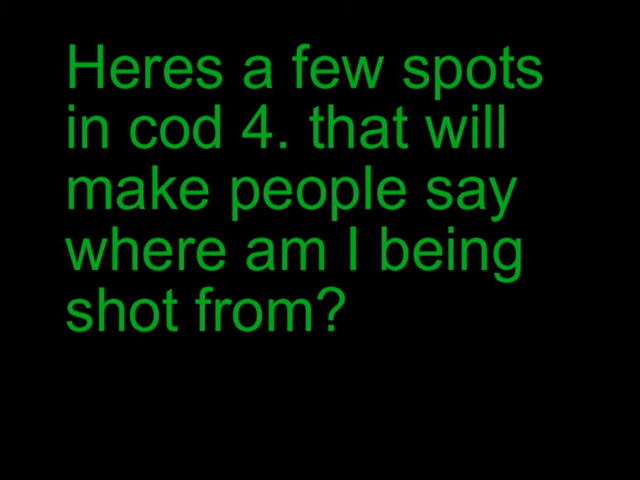 Heres a few spots
in cod 4. that will
make people say
where am I being
shot from?